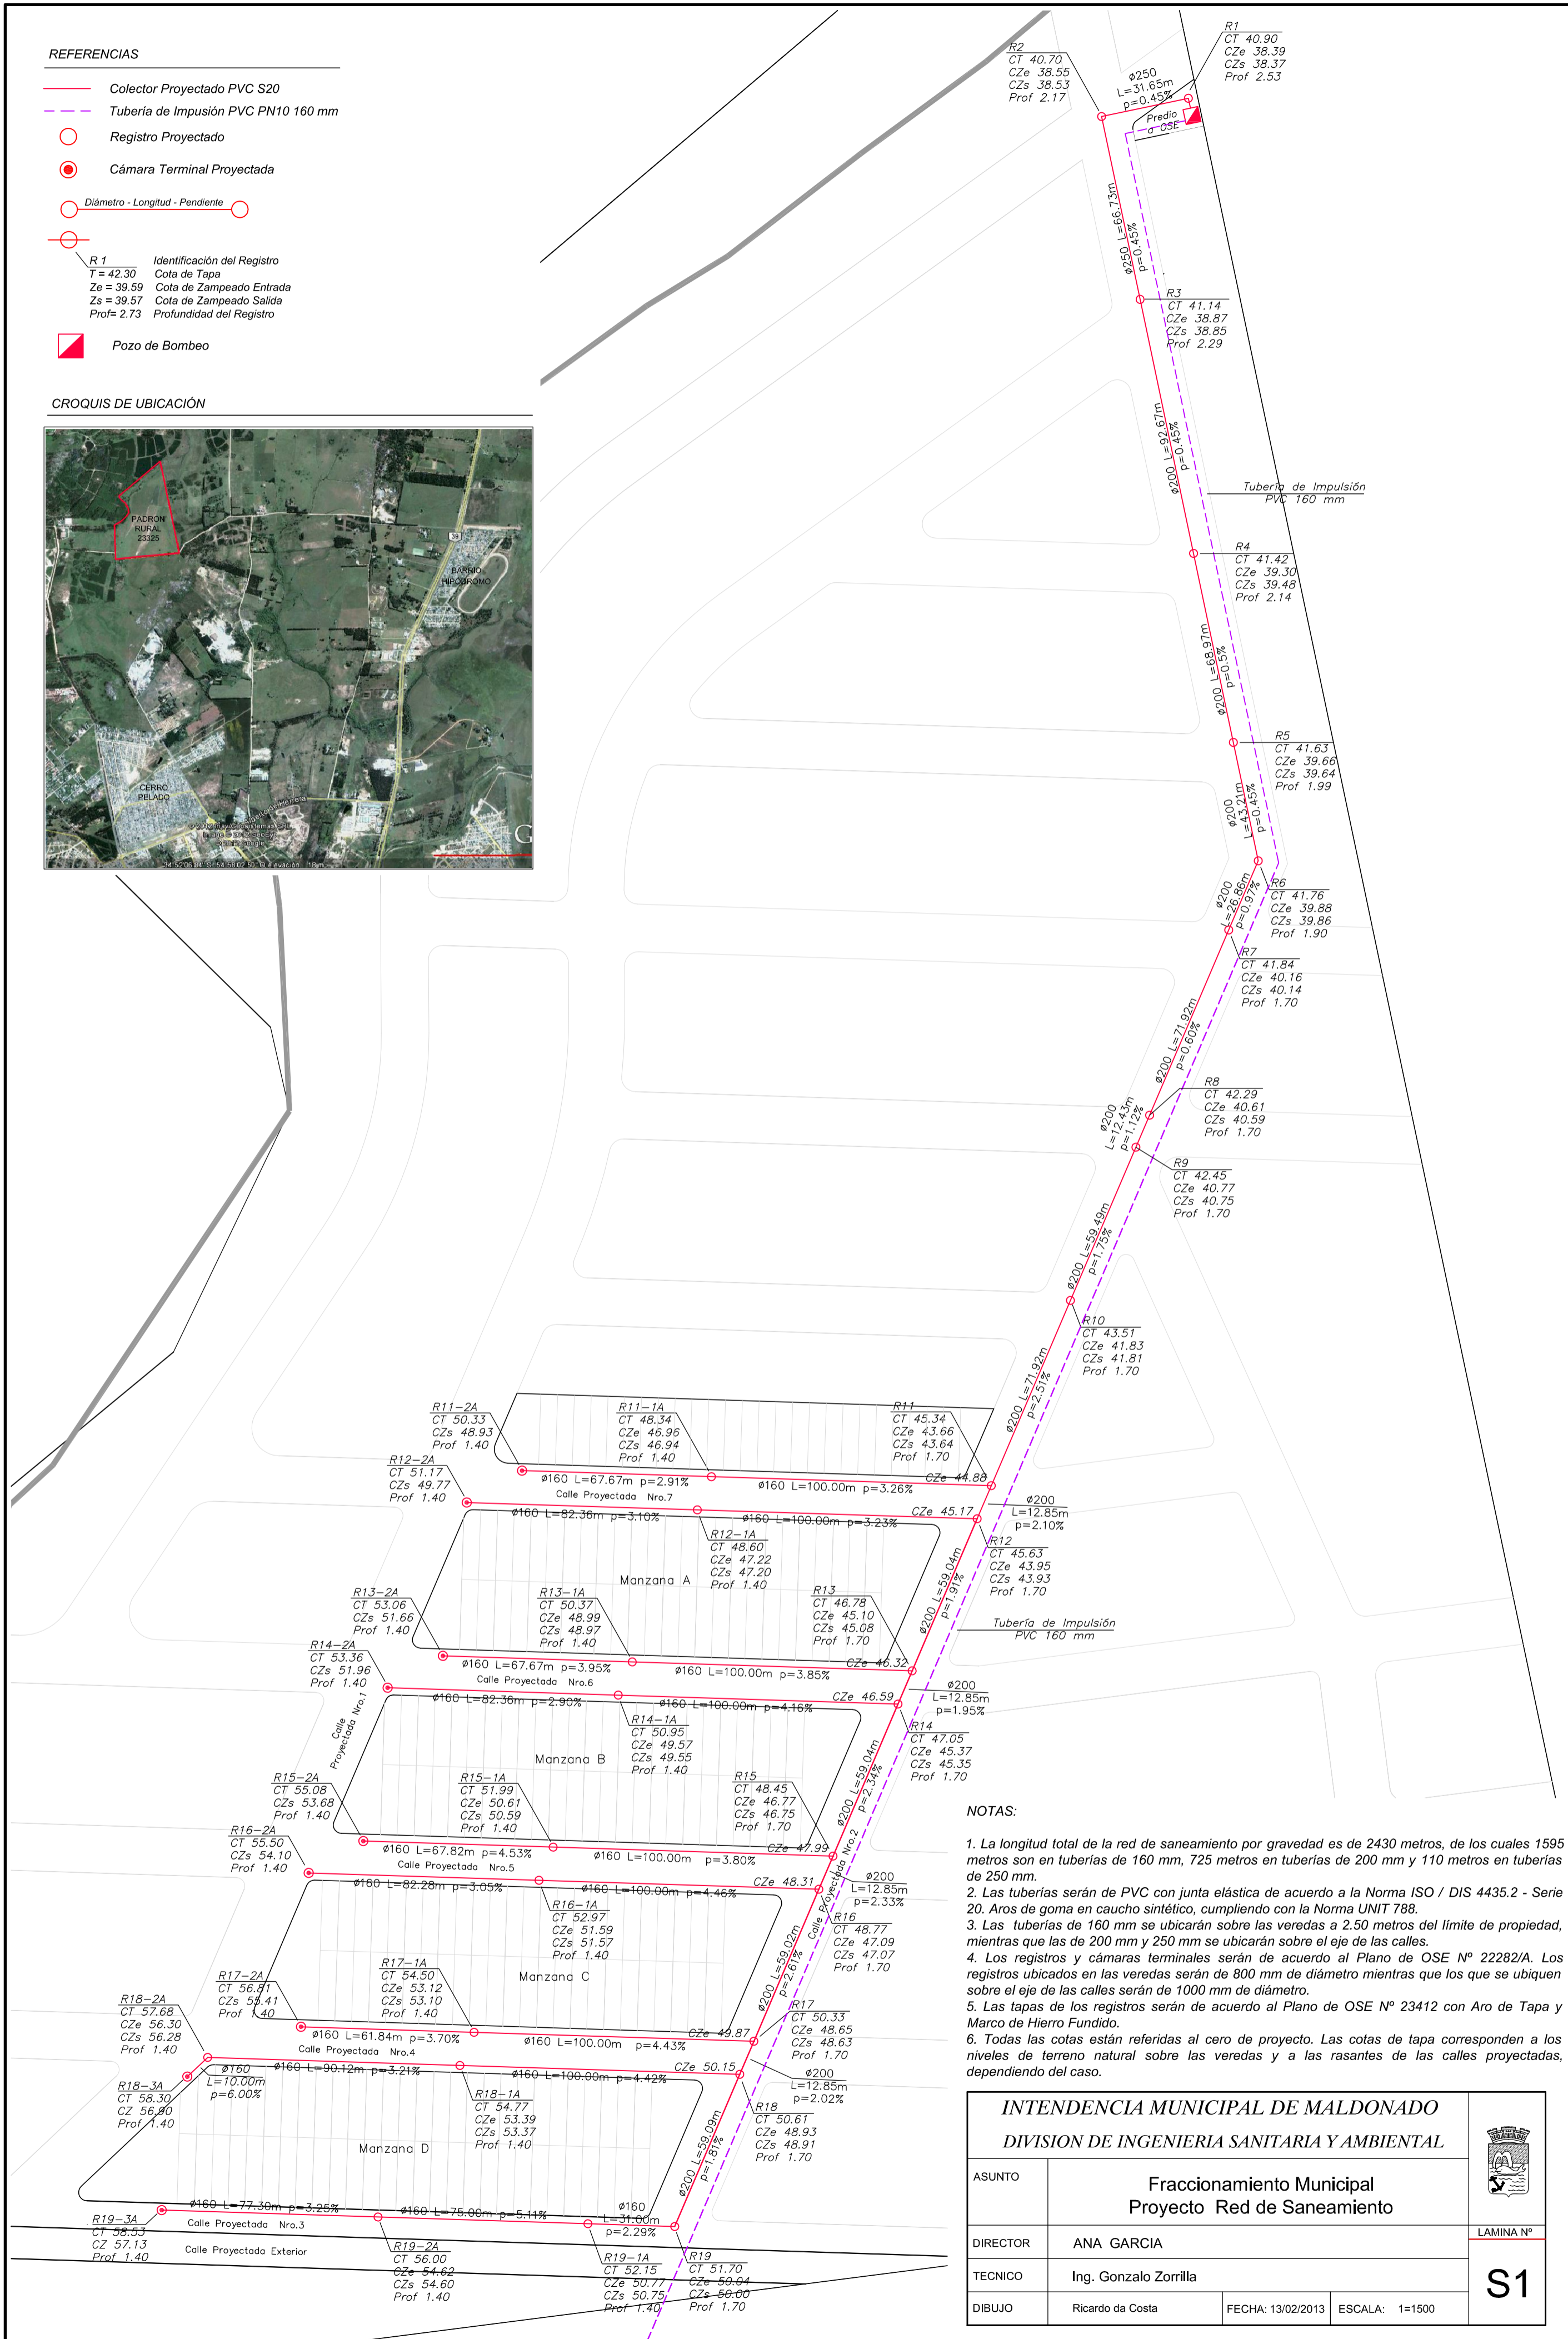 REFERENCIAS
Colector Proyectado PVC S20
Tubería de Impusión PVC PN10 160 mm
Registro Proyectado
Cámara Terminal Proyectada
Diámetro - Longitud - Pendiente
R 1 Identificación del Registro
T = 42.30 Cota de Tapa
Ze = 39.59 Cota de Zampeado Entrada
Zs = 39.57 Cota de Zampeado Salida
Prof= 2.73 Profundidad del Registro
Pozo de Bombeo
CROQUIS DE UBICACIÓN
PADRON
RURAL
23325
39
BARRIO
HIPÓDROMO
CERRO
PELADO
G
R1
CT 40.90
CZe 38.39
CZs 38.37
Prof 2.53
R2
CT 40.70
CZe 38.55
CZs 38.53
Prof 2.17
ø250
L=31.65m
p=0.45%
Predio
a OSE
ø250 L=66.73m
p=0.45%
R3
CT 41.14
CZe 38.87
CZs 38.85
Prof 2.29
ø200 L=92.67m
p=0.45%
Tubería de Impulsión
PVC 160 mm
R4
CT 41.42
CZe 39.30
CZs 39.48
Prof 2.14
ø200 L=68.97m
p=0.5%
R5
CT 41.63
CZe 39.66
CZs 39.64
Prof 1.99
ø200
L=43.21m
p=0.45%
R6
CT 41.76
CZe 39.88
CZs 39.86
Prof 1.90
ø200
L=26.86m
p=0.97%
R7
CT 41.84
CZe 40.16
CZs 40.14
Prof 1.70
ø200 L=71.92m
p=0.60%
R8
CT 42.29
CZe 40.61
CZs 40.59
Prof 1.70
ø200
L=12.43m
p=1.12%
R9
CT 42.45
CZe 40.77
CZs 40.75
Prof 1.70
ø200 L=59.49m
p=1.75%
R10
CT 43.51
CZe 41.83
CZs 41.81
Prof 1.70
ø200 L=71.92m
p=2.51%
R11-2A
CT 50.33
CZs 48.93
Prof 1.40
R11-1A
CT 48.34
CZe 46.96
CZs 46.94
Prof 1.40
R11
CT 45.34
CZe 43.66
CZs 43.64
Prof 1.70
CZe 44.88
ø160 L=67.67m p=2.91%
ø160 L=100.00m p=3.26%
Calle Proyectada Nro.7
R12-2A
CT 51.17
CZs 49.77
Prof 1.40
CZe 45.17
ø200
L=12.85m
p=2.10%
ø160 L=82.36m p=3.10%
ø160 L=100.00m p=3.23%
R12-1A
CT 48.60
CZe 47.22
CZs 47.20
Prof 1.40
R12
CT 45.63
CZe 43.95
CZs 43.93
Prof 1.70
Manzana A
ø200 L=59.04m
p=1.91%
R13-2A
CT 53.06
CZs 51.66
Prof 1.40
R13-1A
CT 50.37
CZe 48.99
CZs 48.97
Prof 1.40
R13
CT 46.78
CZe 45.10
CZs 45.08
Prof 1.70
Tubería de Impulsión
PVC 160 mm
CZe 46.32
ø160 L=67.67m p=3.95%
ø160 L=100.00m p=3.85%
Calle Proyectada Nro.6
R14-2A
CT 53.36
CZs 51.96
Prof 1.40
CZe 46.59
ø200
L=12.85m
p=1.95%
ø160 L=82.36m p=2.90%
ø160 L=100.00m p=4.16%
R14-1A
CT 50.95
CZe 49.57
CZs 49.55
Prof 1.40
R14
CT 47.05
CZe 45.37
CZs 45.35
Prof 1.70
Calle
Proyectada Nro.1
Manzana B
ø200 L=59.04m
p=2.34%
R15-2A
CT 55.08
CZs 53.68
Prof 1.40
R15-1A
CT 51.99
CZe 50.61
CZs 50.59
Prof 1.40
R15
CT 48.45
CZe 46.77
CZs 46.75
Prof 1.70
CZe 47.99
ø160 L=67.82m p=4.53%
ø160 L=100.00m p=3.80%
Calle Proyectada Nro.5
R16-2A
CT 55.50
CZs 54.10
Prof 1.40
CZe 48.31
ø200
L=12.85m
p=2.33%
ø160 L=82.28m p=3.05%
ø160 L=100.00m p=4.46%
R16-1A
CT 52.97
CZe 51.59
CZs 51.57
Prof 1.40
R16
CT 48.77
CZe 47.09
CZs 47.07
Prof 1.70
Calle Proyectada Nro.2
Manzana C
ø200 L=59.02m
p=2.61%
R17-2A
CT 56.81
CZs 55.41
Prof 1.40
R17-1A
CT 54.50
CZe 53.12
CZs 53.10
Prof 1.40
R17
CT 50.33
CZe 48.65
CZs 48.63
Prof 1.70
CZe 49.87
ø160 L=61.84m p=3.70%
ø160 L=100.00m p=4.43%
Calle Proyectada Nro.4
R18-2A
CT 57.68
CZe 56.30
CZs 56.28
Prof 1.40
CZe 50.15
ø200
L=12.85m
p=2.02%
ø160
L=10.00m
p=6.00%
ø160 L=90.12m p=3.21%
ø160 L=100.00m p=4.42%
R18-3A
CT 58.30
CZ 56.90
Prof 1.40
R18-1A
CT 54.77
CZe 53.39
CZs 53.37
Prof 1.40
R18
CT 50.61
CZe 48.93
CZs 48.91
Prof 1.70
Manzana D
ø200 L=59.09m
p=1.81%
ø160 L=77.30m p=3.25%
ø160 L=75.00m p=5.11%
ø160
L=31.00m
p=2.29%
Calle Proyectada Nro.3
Calle Proyectada Exterior
R19-3A
CT 58.53
CZ 57.13
Prof 1.40
R19-2A
CT 56.00
CZe 54.62
CZs 54.60
Prof 1.40
R19-1A
CT 52.15
CZe 50.77
CZs 50.75
Prof 1.40
R19
CT 51.70
CZe 50.04
CZs 50.00
Prof 1.70
NOTAS:
1. La longitud total de la red de saneamiento por gravedad es de 2430 metros, de los cuales 1595
metros son en tuberías de 160 mm, 725 metros en tuberías de 200 mm y 110 metros en tuberías
de 250 mm.
2. Las tuberías serán de PVC con junta elástica de acuerdo a la Norma ISO / DIS 4435.2 - Serie
20. Aros de goma en caucho sintético, cumpliendo con la Norma UNIT 788.
3. Las tuberías de 160 mm se ubicarán sobre las veredas a 2.50 metros del límite de propiedad,
mientras que las de 200 mm y 250 mm se ubicarán sobre el eje de las calles.
4. Los registros y cámaras terminales serán de acuerdo al Plano de OSE Nº 22282/A. Los
registros ubicados en las veredas serán de 800 mm de diámetro mientras que los que se ubiquen
sobre el eje de las calles serán de 1000 mm de diámetro.
5. Las tapas de los registros serán de acuerdo al Plano de OSE Nº 23412 con Aro de Tapa y
Marco de Hierro Fundido.
6. Todas las cotas están referidas al cero de proyecto. Las cotas de tapa corresponden a los
niveles de terreno natural sobre las veredas y a las rasantes de las calles proyectadas,
dependiendo del caso.
INTENDENCIA MUNICIPAL DE MALDONADO
DIVISION DE INGENIERIA SANITARIA Y AMBIENTAL
ASUNTO
Fraccionamiento Municipal
Proyecto Red de Saneamiento
DIRECTOR ANA GARCIA
TECNICO Ing. Gonzalo Zorrilla
DIBUJO Ricardo da Costa FECHA: 13/02/2013 ESCALA: 1=1500
LAMINA Nº
S1